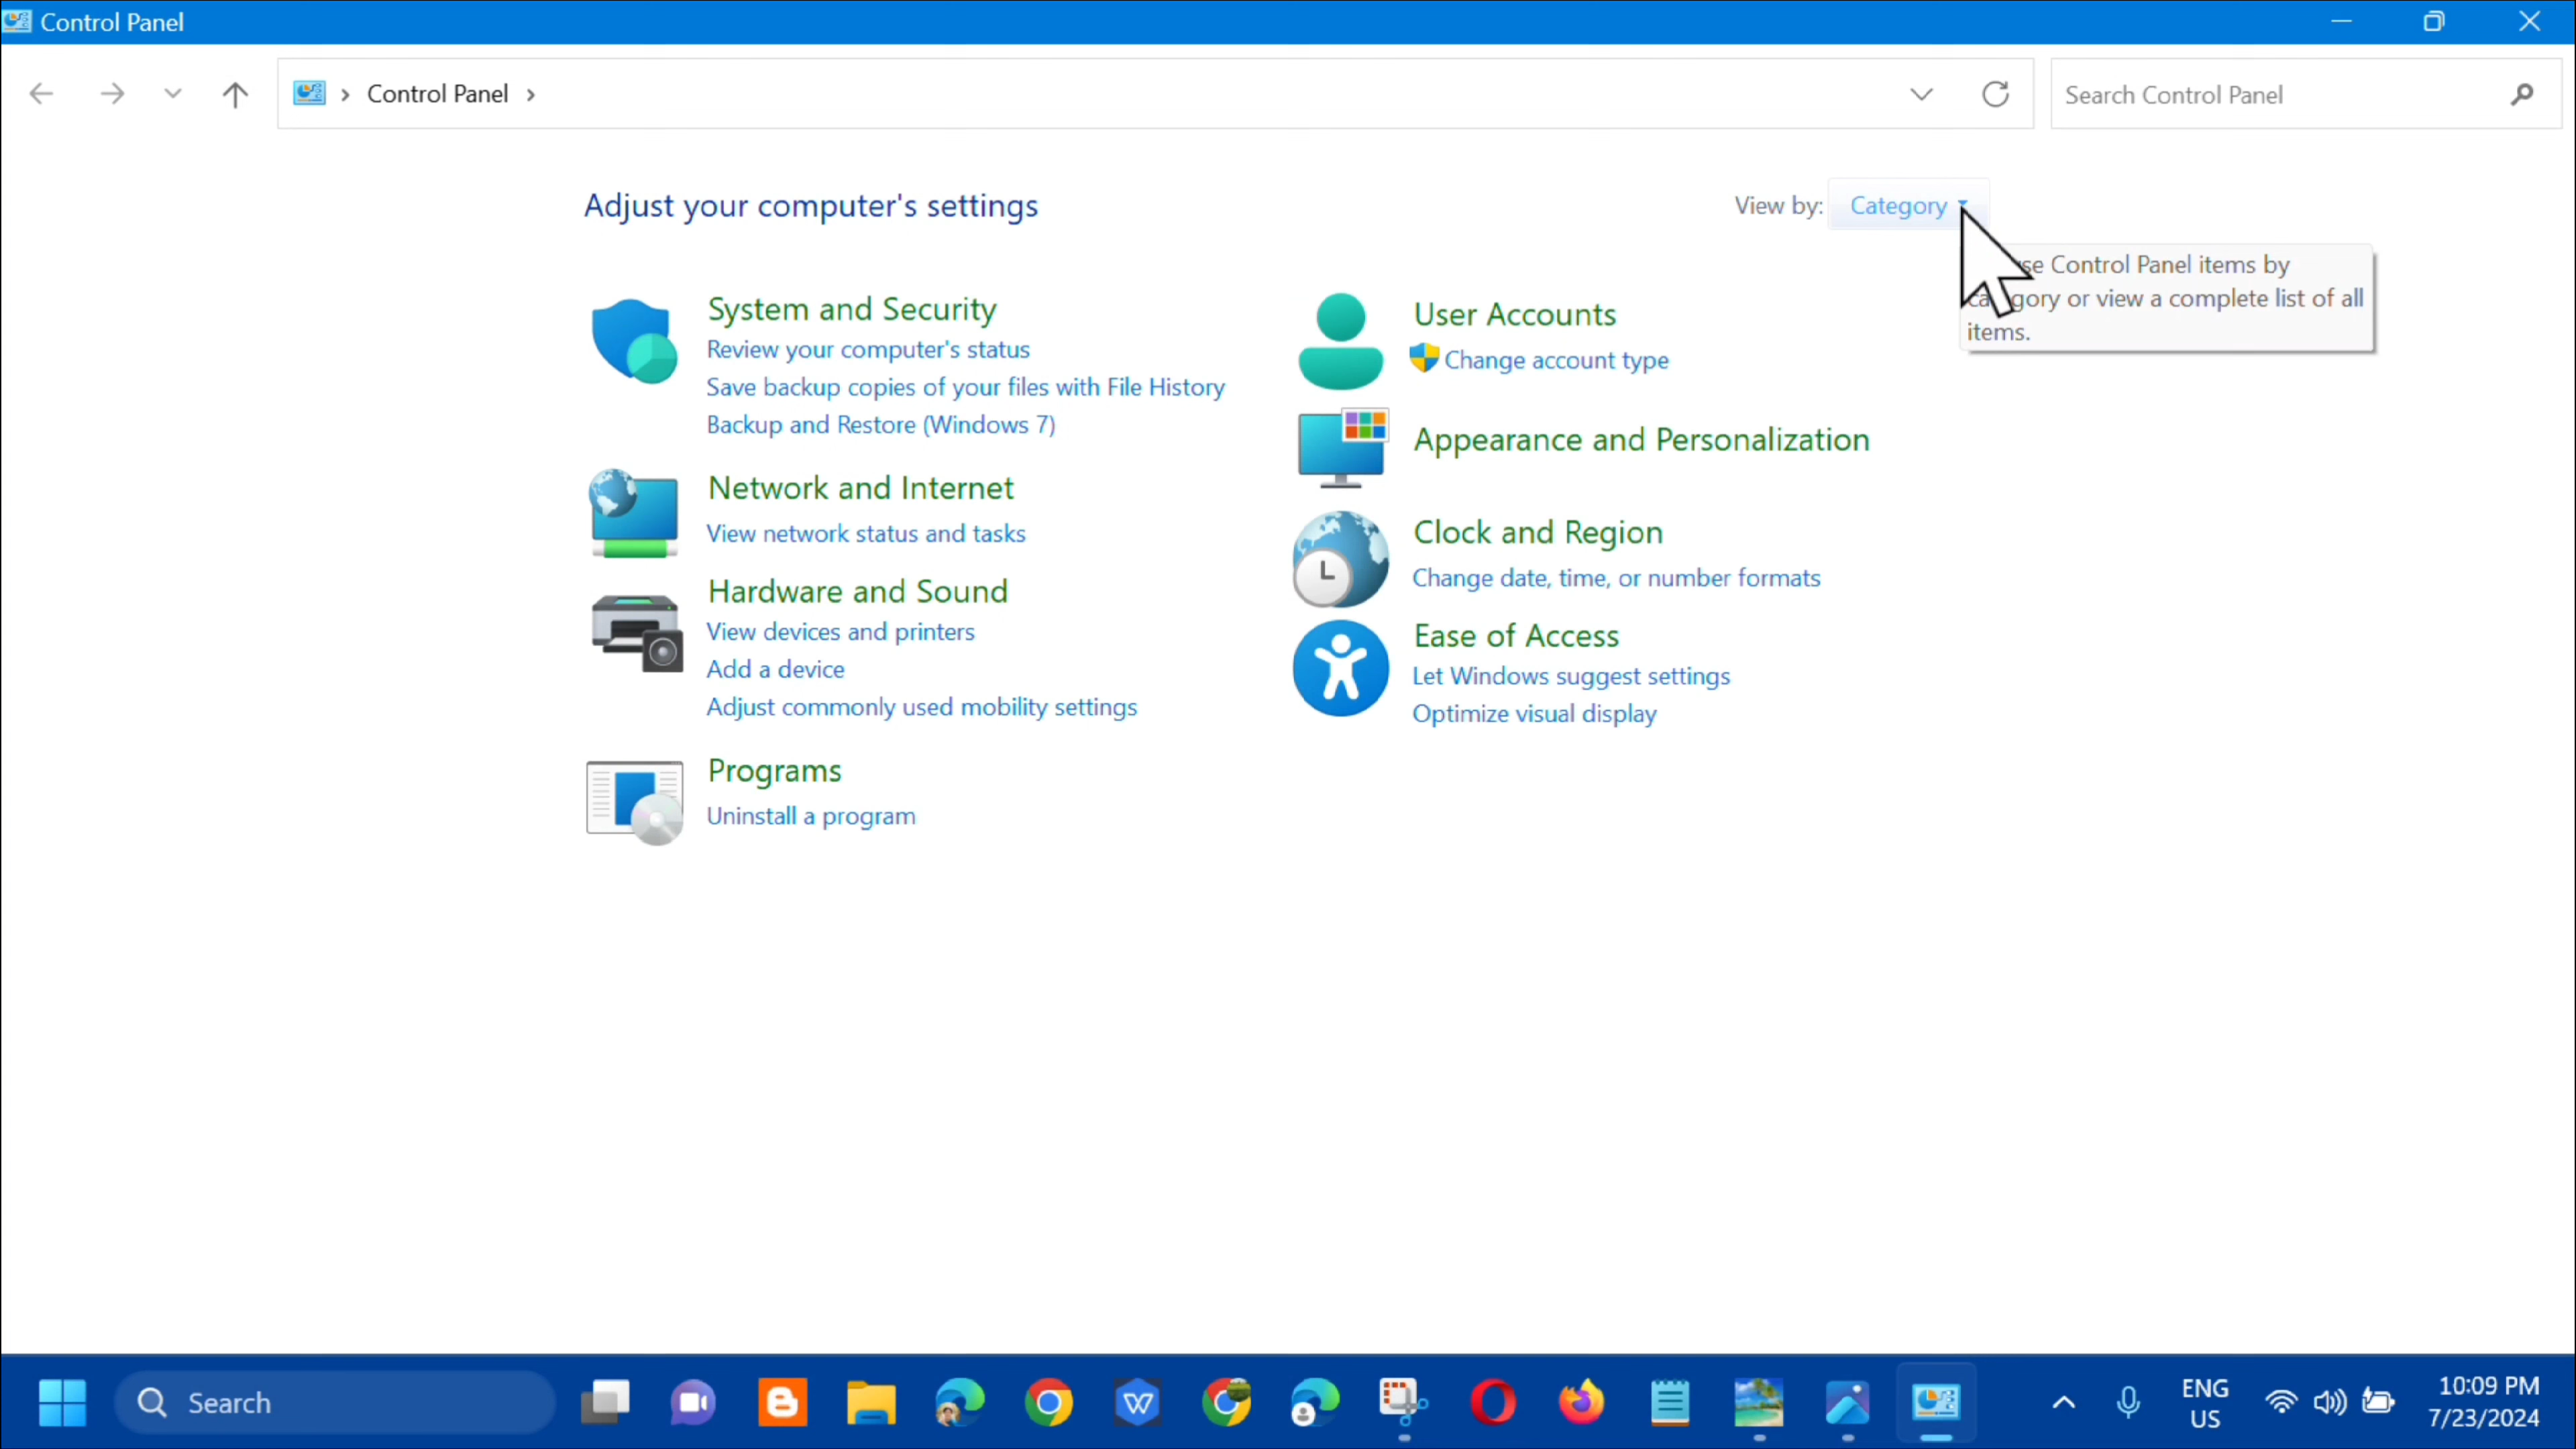 Control Panel
Control Panel
Search Control Panel
Adjust your computer's settings
View by: Category
Control Panel items by
or view a complete list of all
items.
System and Security
Review your computer's status
Save backup copies of your files with File History
Backup and Restore (Windows 7)
Network and Internet
View network status and tasks
Hardware and Sound
View devices and printers
Add a device
Adjust commonly used mobility settings
Programs
Uninstall a program
User Accounts
Change account type
Appearance and Personalization
Clock and Region
Change date, time, or number formats
Ease of Access
Let Windows suggest settings
Optimize visual display
Search
ENG
US
10:09 PM
7/23/2024